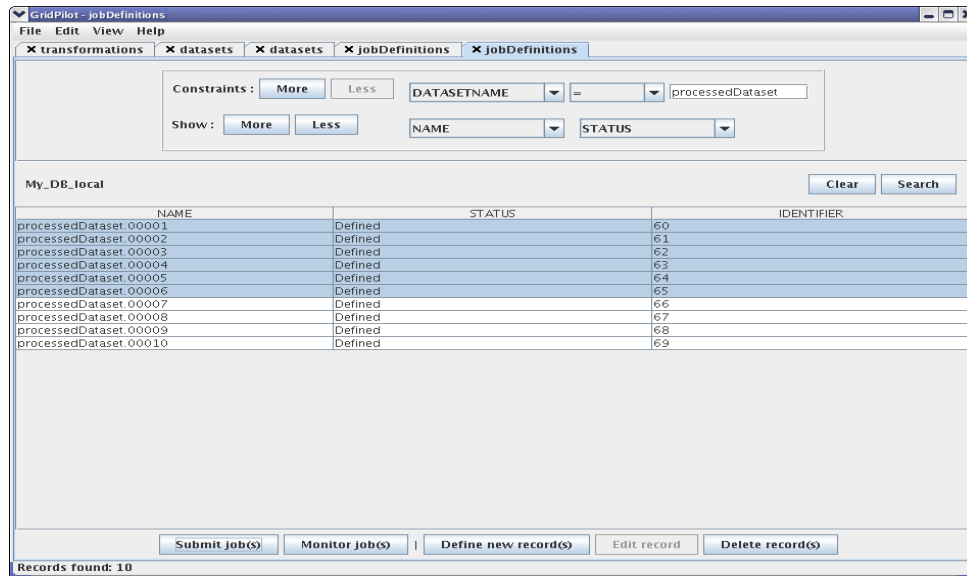 GridPilot - jobDefinitions
File Edit View Help
× transformations × datasets × datasets × jobDefinitions × jobDefinitions
Constraints : More Less DATASETNAME = processedDataset
Show : More Less NAME STATUS
My_DB_local Clear Search
NAME STATUS IDENTIFIER
processedDataset.00001 Defined 60
processedDataset.00002 Defined 61
processedDataset.00003 Defined 62
processedDataset.00004 Defined 63
processedDataset.00005 Defined 64
processedDataset.00006 Defined 65
processedDataset.00007 Defined 66
processedDataset.00008 Defined 67
processedDataset.00009 Defined 68
processedDataset.00010 Defined 69
Submit job(s) Monitor job(s) | Define new record(s) Edit record Delete record(s)
Records found: 10